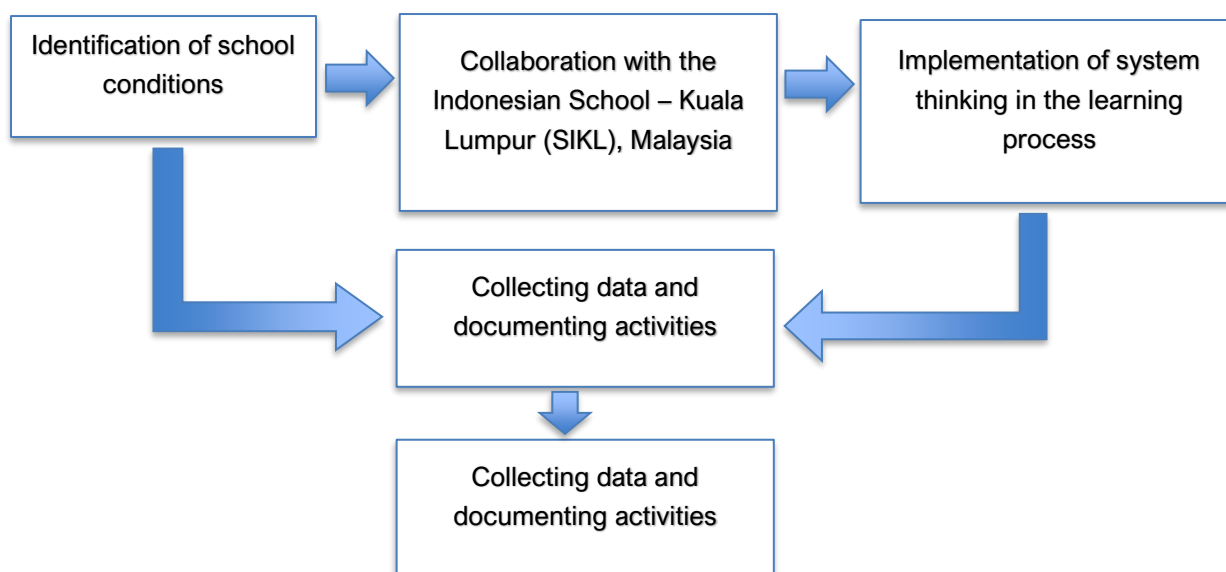 Identification of school
conditions
Collaboration with the
Indonesian School – Kuala
Lumpur (SIKL), Malaysia
Implementation of system
thinking in the learning
process
Collecting data and
documenting activities
Collecting data and
documenting activities